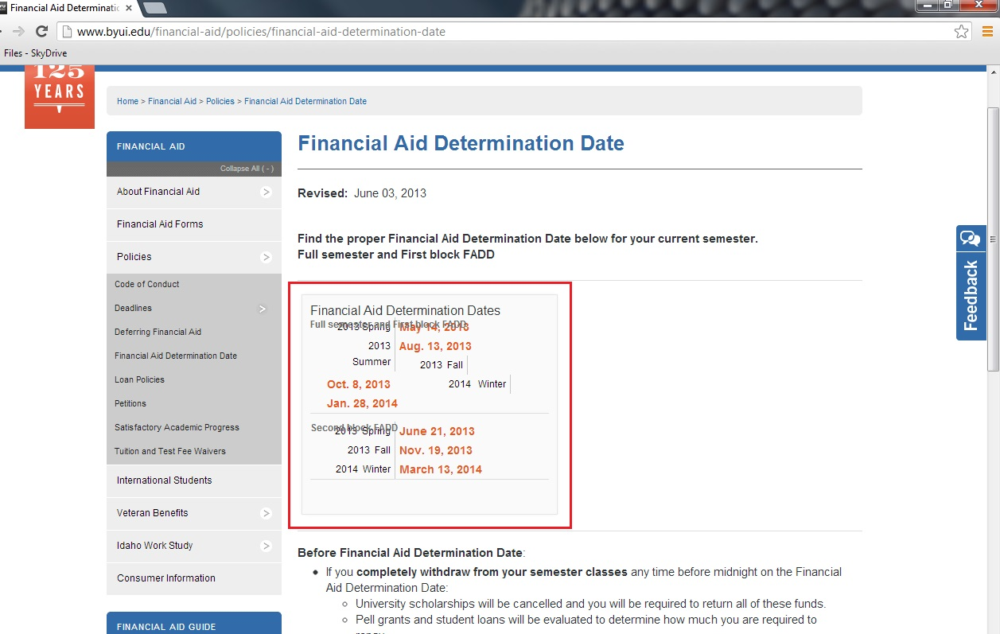 Financial Aid Determinatic
www.byui.edu/financial-aid/policies/financial-aid-determination-date
Files - SkyDrive
125
YEARS
Home > Financial Aid > Policies > Financial Aid Determination Date
FINANCIAL AID
Collapse All ( - )
About Financial Aid
Financial Aid Forms
Policies
Code of Conduct
Deadlines
Deferring Financial Aid
Financial Aid Determination Date
Loan Policies
Petitions
Satisfactory Academic Progress
Tuition and Test Fee Waivers
International Students
Veteran Benefits
Idaho Work Study
Consumer Information
FINANCIAL AID GUIDE
Financial Aid Determination Date
Revised: June 03, 2013
Find the proper Financial Aid Determination Date below for your current semester.
Full semester and First block FADD
Financial Aid Determination Dates
Full semester and First block FADD
2013 Spring May 14, 2013
2013 Aug. 13, 2013
Summer 2013 Fall
Oct. 8, 2013 2014 Winter
Jan. 28, 2014
Second block FADD
2013 Spring June 21, 2013
2013 Fall Nov. 19, 2013
2014 Winter March 13, 2014
Before Financial Aid Determination Date:
If you completely withdraw from your semester classes any time before midnight on the Financial
Aid Determination Date:
University scholarships will be cancelled and you will be required to return all of these funds.
Pell grants and student loans will be evaluated to determine how much you are required to
repay.
Feedback